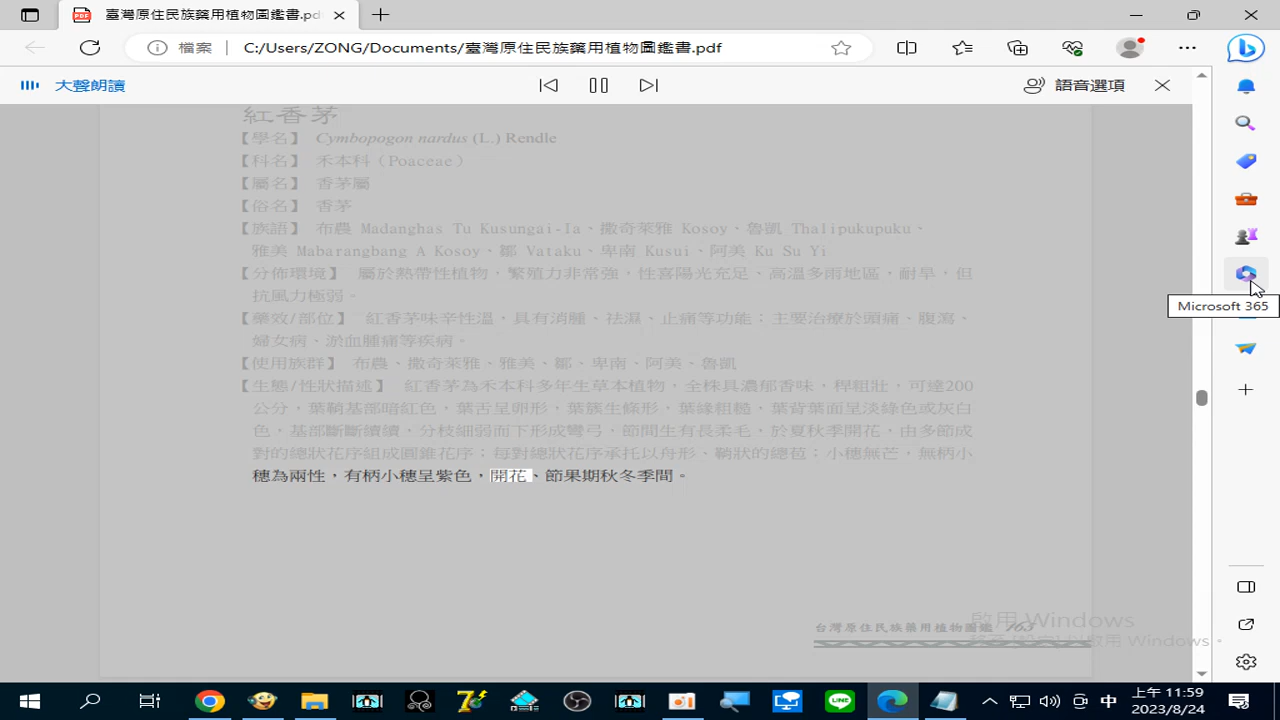 臺灣原住民族藥用植物圖鑑書.pdf
檔案
C:/Users/ZONG/Documents/臺灣原住民族藥用植物圖鑑書.pdf
大聲朗讀
語音選項
紅香茅
【學名】 Cymbopogon nardus (L.) Rendle
【科名】 禾本科（Poaceae）
【屬名】 香茅屬
【俗名】 香茅
【族語】 布農 Madanghas Tu Kusungai-Ia、撒奇萊雅 Kosoy、魯凱 Thalipukupuku、
雅美 Mabarangbang A Kosoy、鄒 Vataku、卑南 Kusui、阿美 Ku Su Yi
【分佈環境】 屬於熱帶性植物，繁殖力非常強，性喜陽光充足，高溫多雨地區，耐旱，但
抗風力極弱。
【藥效/部位】 紅香茅味辛性溫，具有消腫、祛濕、止痛等功能；主要治療於頭痛、腹瀉、
婦女病、淤血腫痛等疾病。
【使用族群】 布農、撒奇萊雅、雅美、鄒、卑南、阿美、魯凱
【生態/性狀描述】 紅香茅為禾本科多年生草本植物，全株具濃郁香味，稈粗壯，可達200
公分，葉鞘基部暗紅色、葉舌呈卵形，葉簇生條形，葉緣粗糙、葉背葉面呈淡綠色或灰白
色，基部斷斷續續，分枝細弱而下形成彎弓，節間生有長柔毛，於夏秋季開花，由多節成
對的總狀花序組成圓錐花序；每對總狀花序承托以舟形、鞘狀的總苞；小穗無芒，無柄小
穗為兩性，有柄小穗呈紫色，開花、節果期秋冬季間。
Microsoft 365
台灣原住民族藥用植物圖鑑 163
啟用 Windows
啟用 Windows。
中
上午 11:59
2023/8/24